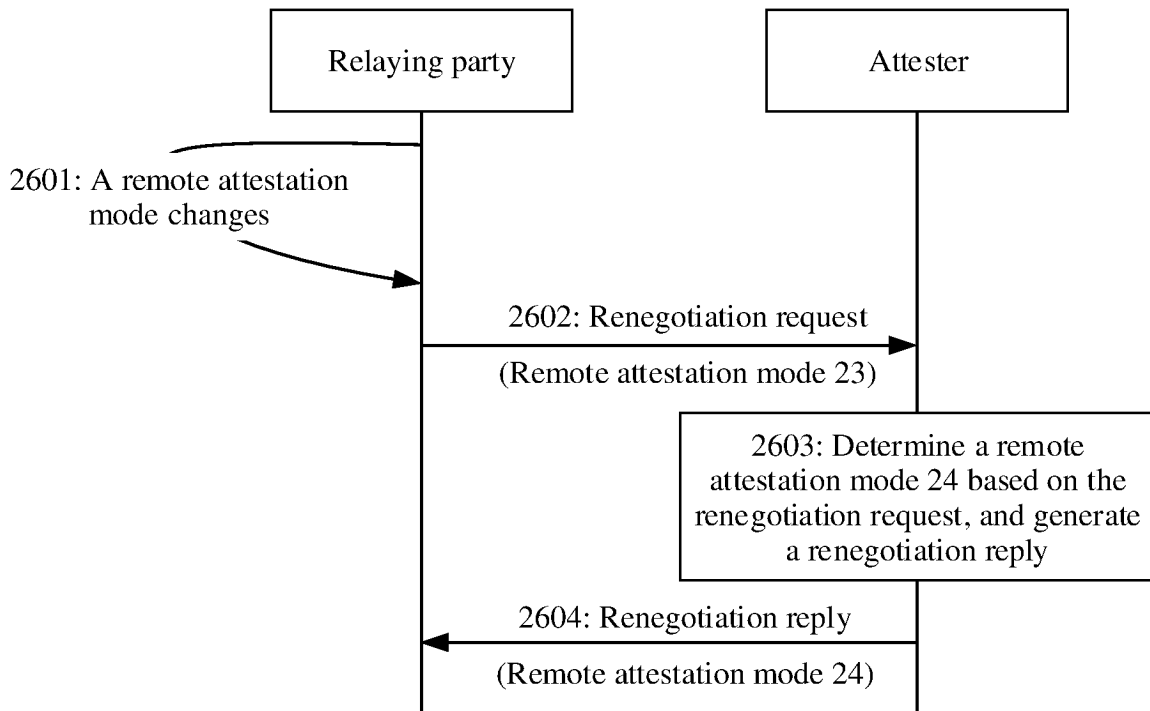 Relaying party
Attester
2601: A remote attestation
mode changes
2602: Renegotiation request
(Remote attestation mode 23)
2603: Determine a remote
attestation mode 24 based on the
renegotiation request, and generate
a renegotiation reply
2604: Renegotiation reply
(Remote attestation mode 24)